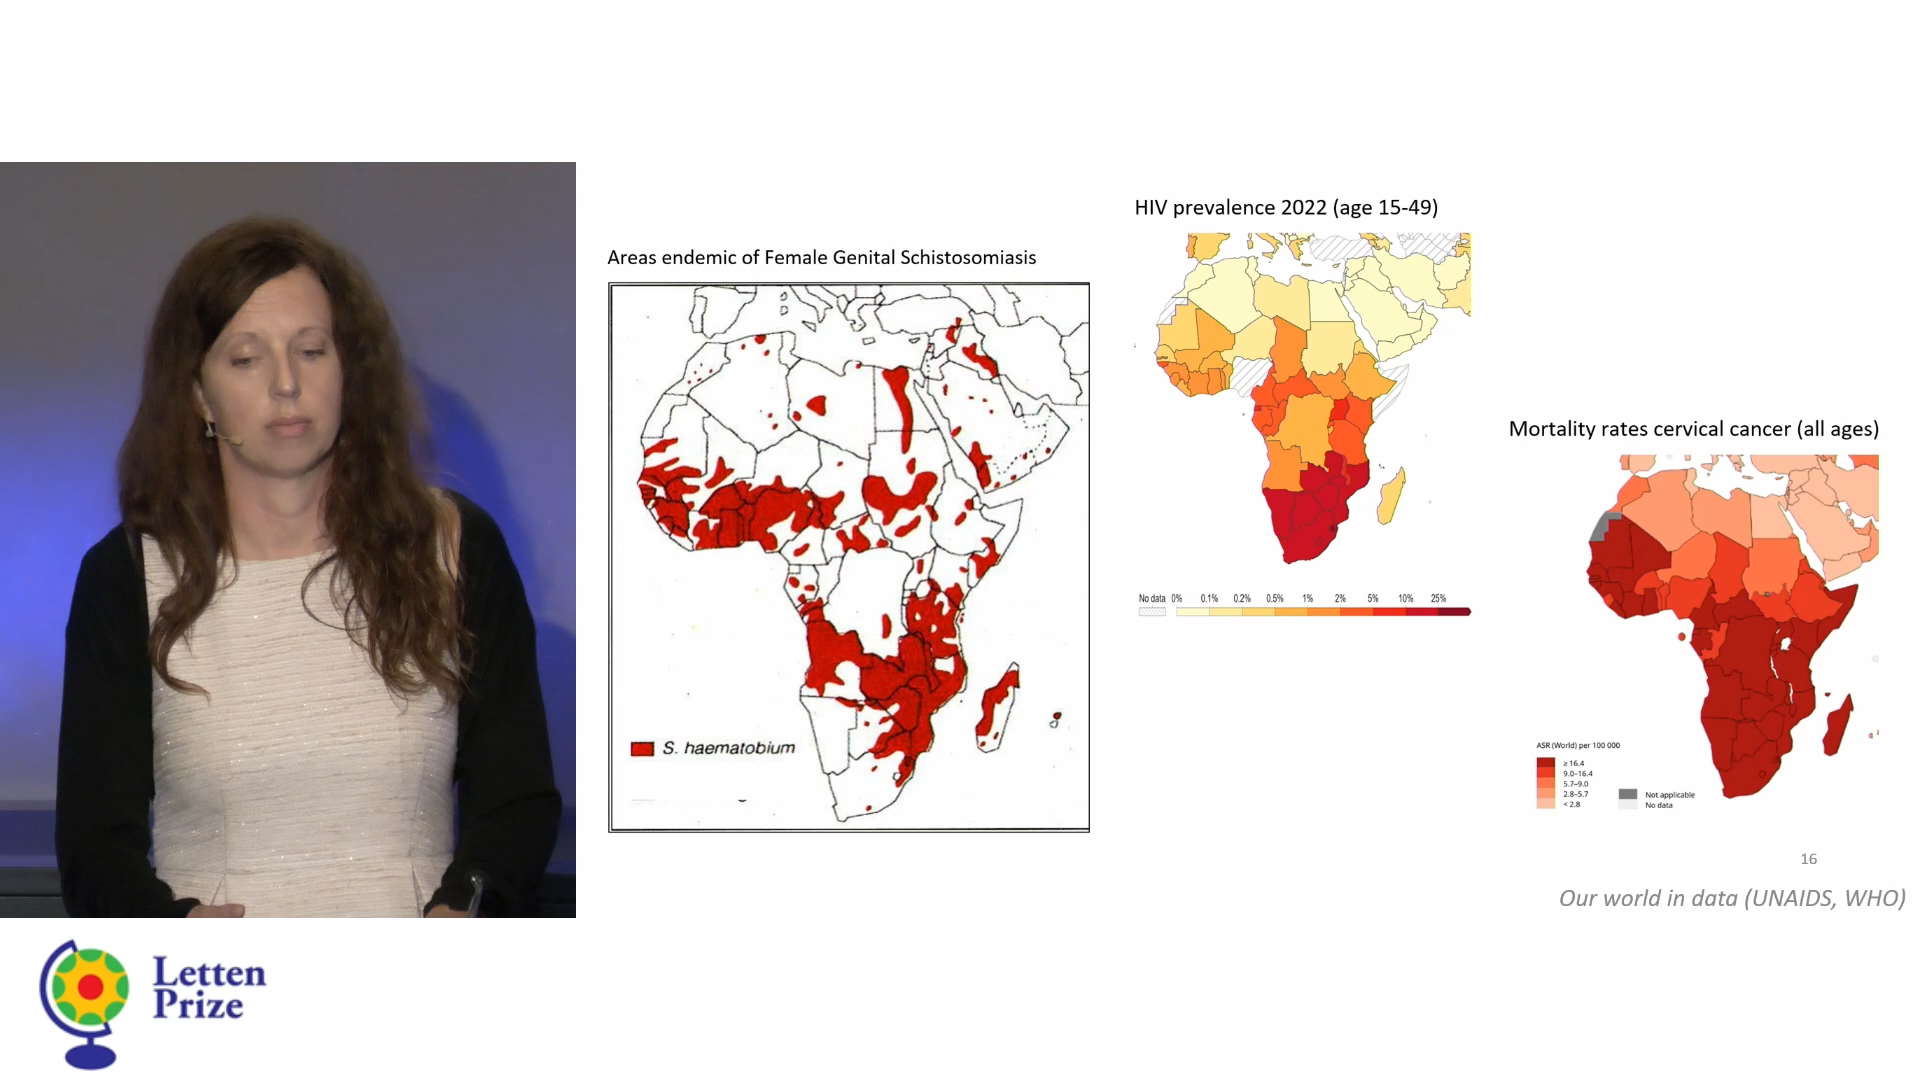 HIV prevalence 2022 (age 15-49)
Areas endemic of Female Genital Schistosomiasis
S. haematobium
No data 0% 0.1% 0.2% 0.5% 1% 2% 5% 10% 25%
Mortality rates cervical cancer (all ages)
ASR (World) per 100 000
≥ 16.4
9.0–16.4
5.7–9.0
2.8–5.7
< 2.8
Not applicable
No data
16
Our world in data (UNAIDS, WHO)
Letten
Prize